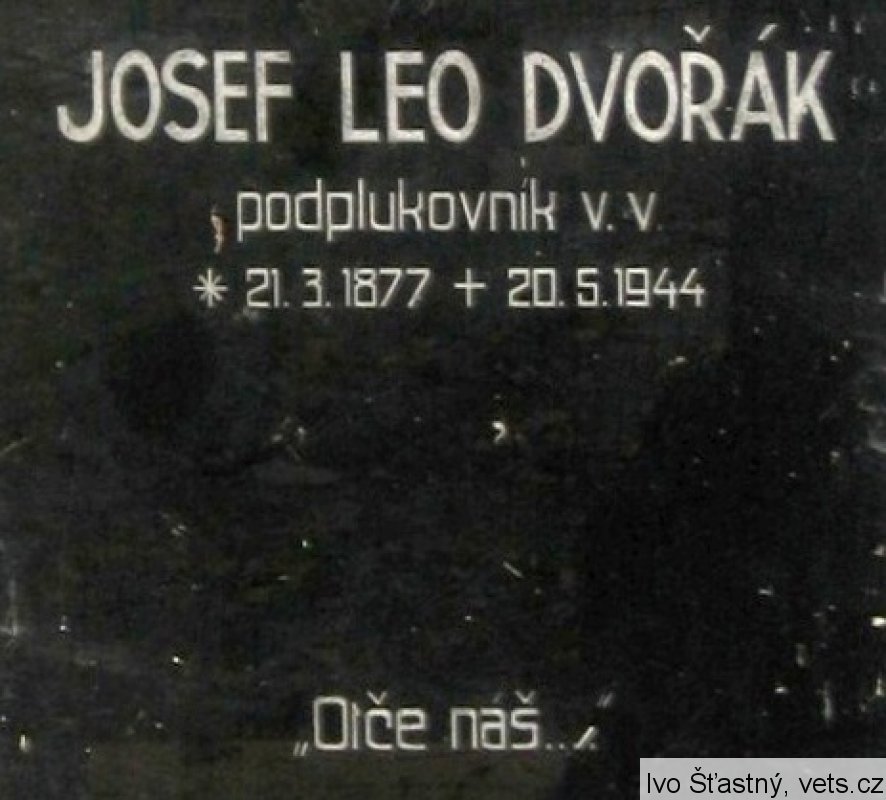 JOSEF LEO DVOŘÁK
podplukovník v. v.
* 21. 3. 1877 + 20. 5. 1944
„Otče náš...“
Ivo Šťastný, vets.cz